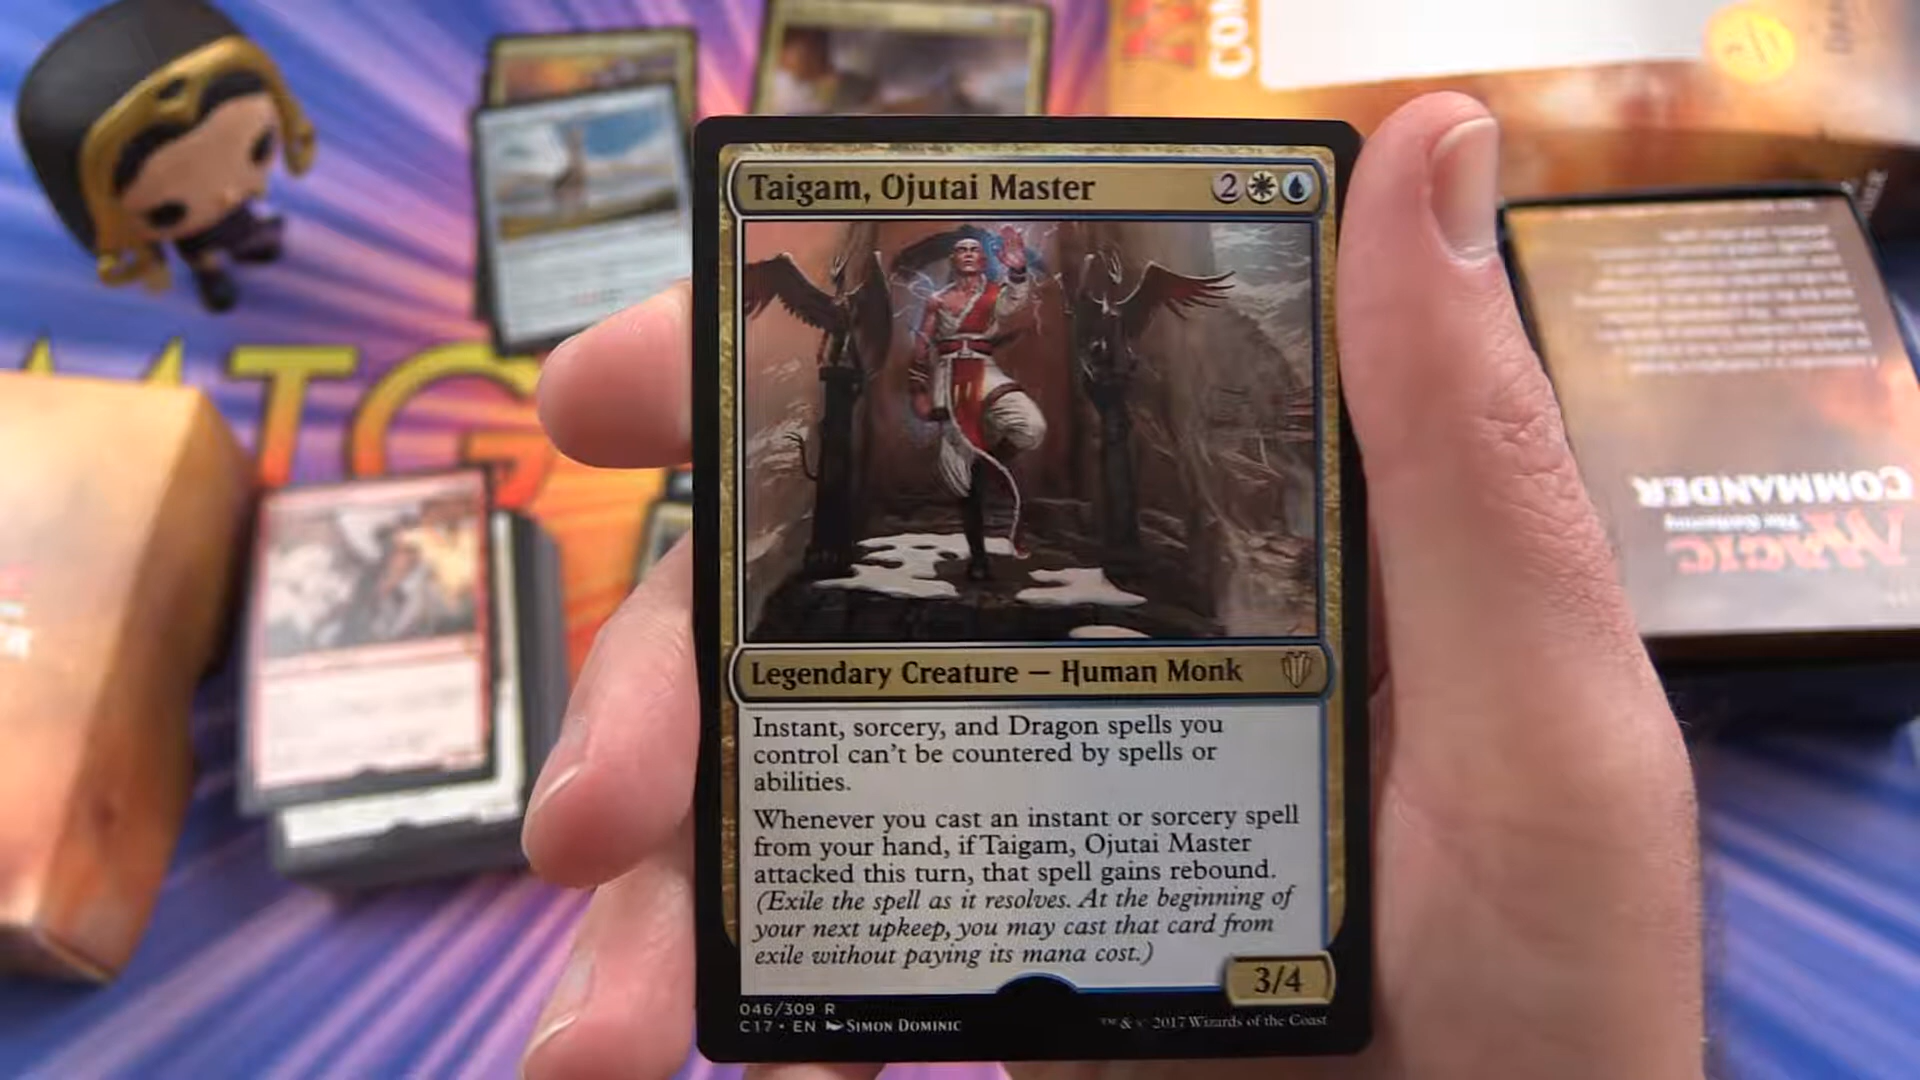 Taigam, Ojutai Master 2
Legendary Creature — Human Monk
Instant, sorcery, and Dragon spells you
control can't be countered by spells or
abilities.
Whenever you cast an instant or sorcery spell
from your hand, if Taigam, Ojutai Master
attacked this turn, that spell gains rebound.
(Exile the spell as it resolves. At the beginning of
your next upkeep, you may cast that card from
exile without paying its mana cost.)
3/4
046/309 R
C17 • EN SIMON DOMINIC
™ & © 2017 Wizards of the Coast
MTG
COMMANDER
The Gathering
MAGIC